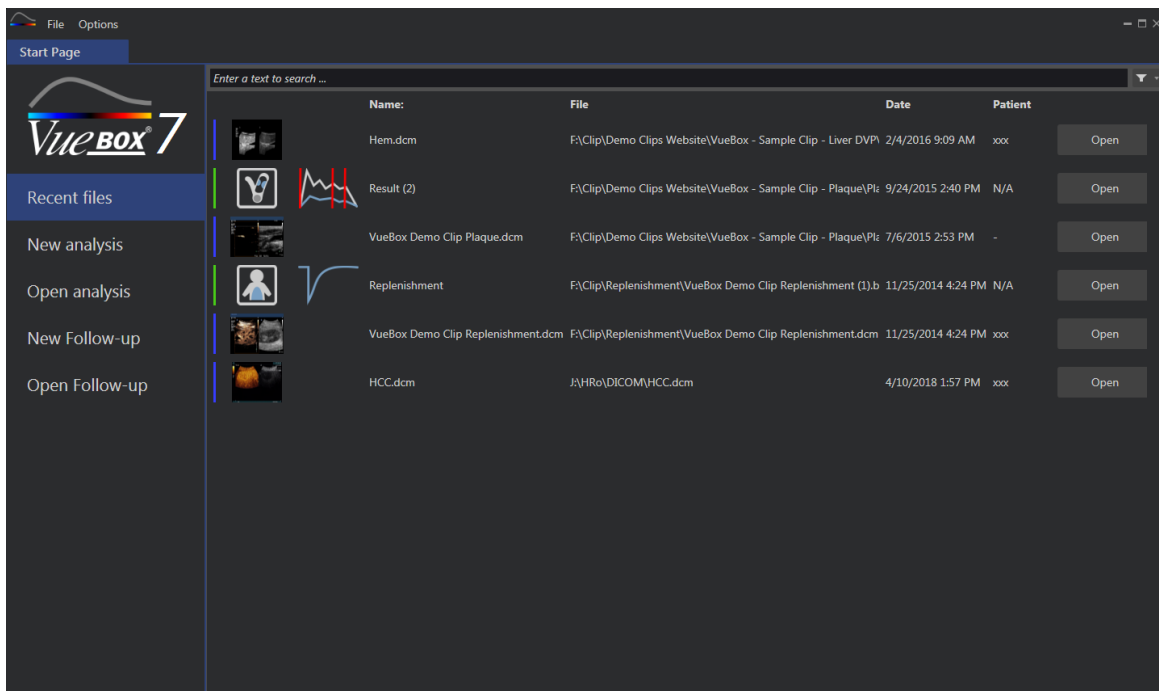 File Options
Start Page
Enter a text to search ...
VUEBOX® 7
Recent files
New analysis
Open analysis
New Follow-up
Open Follow-up
Name: File Date Patient
Hem.dcm F:\Clip\Demo Clips Website\VueBox - Sample Clip - Liver DVP\ 2/4/2016 9:09 AM xxx Open
Result (2) F:\Clip\Demo Clips Website\VueBox - Sample Clip - Plaque\Pla 9/24/2015 2:40 PM N/A Open
VueBox Demo Clip Plaque.dcm F:\Clip\Demo Clips Website\VueBox - Sample Clip - Plaque\Pla 7/6/2015 2:53 PM - Open
Replenishment F:\Clip\Replenishment\VueBox Demo Clip Replenishment (1).b 11/25/2014 4:24 PM N/A Open
VueBox Demo Clip Replenishment.dcm F:\Clip\Replenishment\VueBox Demo Clip Replenishment.dcm 11/25/2014 4:24 PM xxx Open
HCC.dcm J:\HRo\DICOM\HCC.dcm 4/10/2018 1:57 PM xxx Open